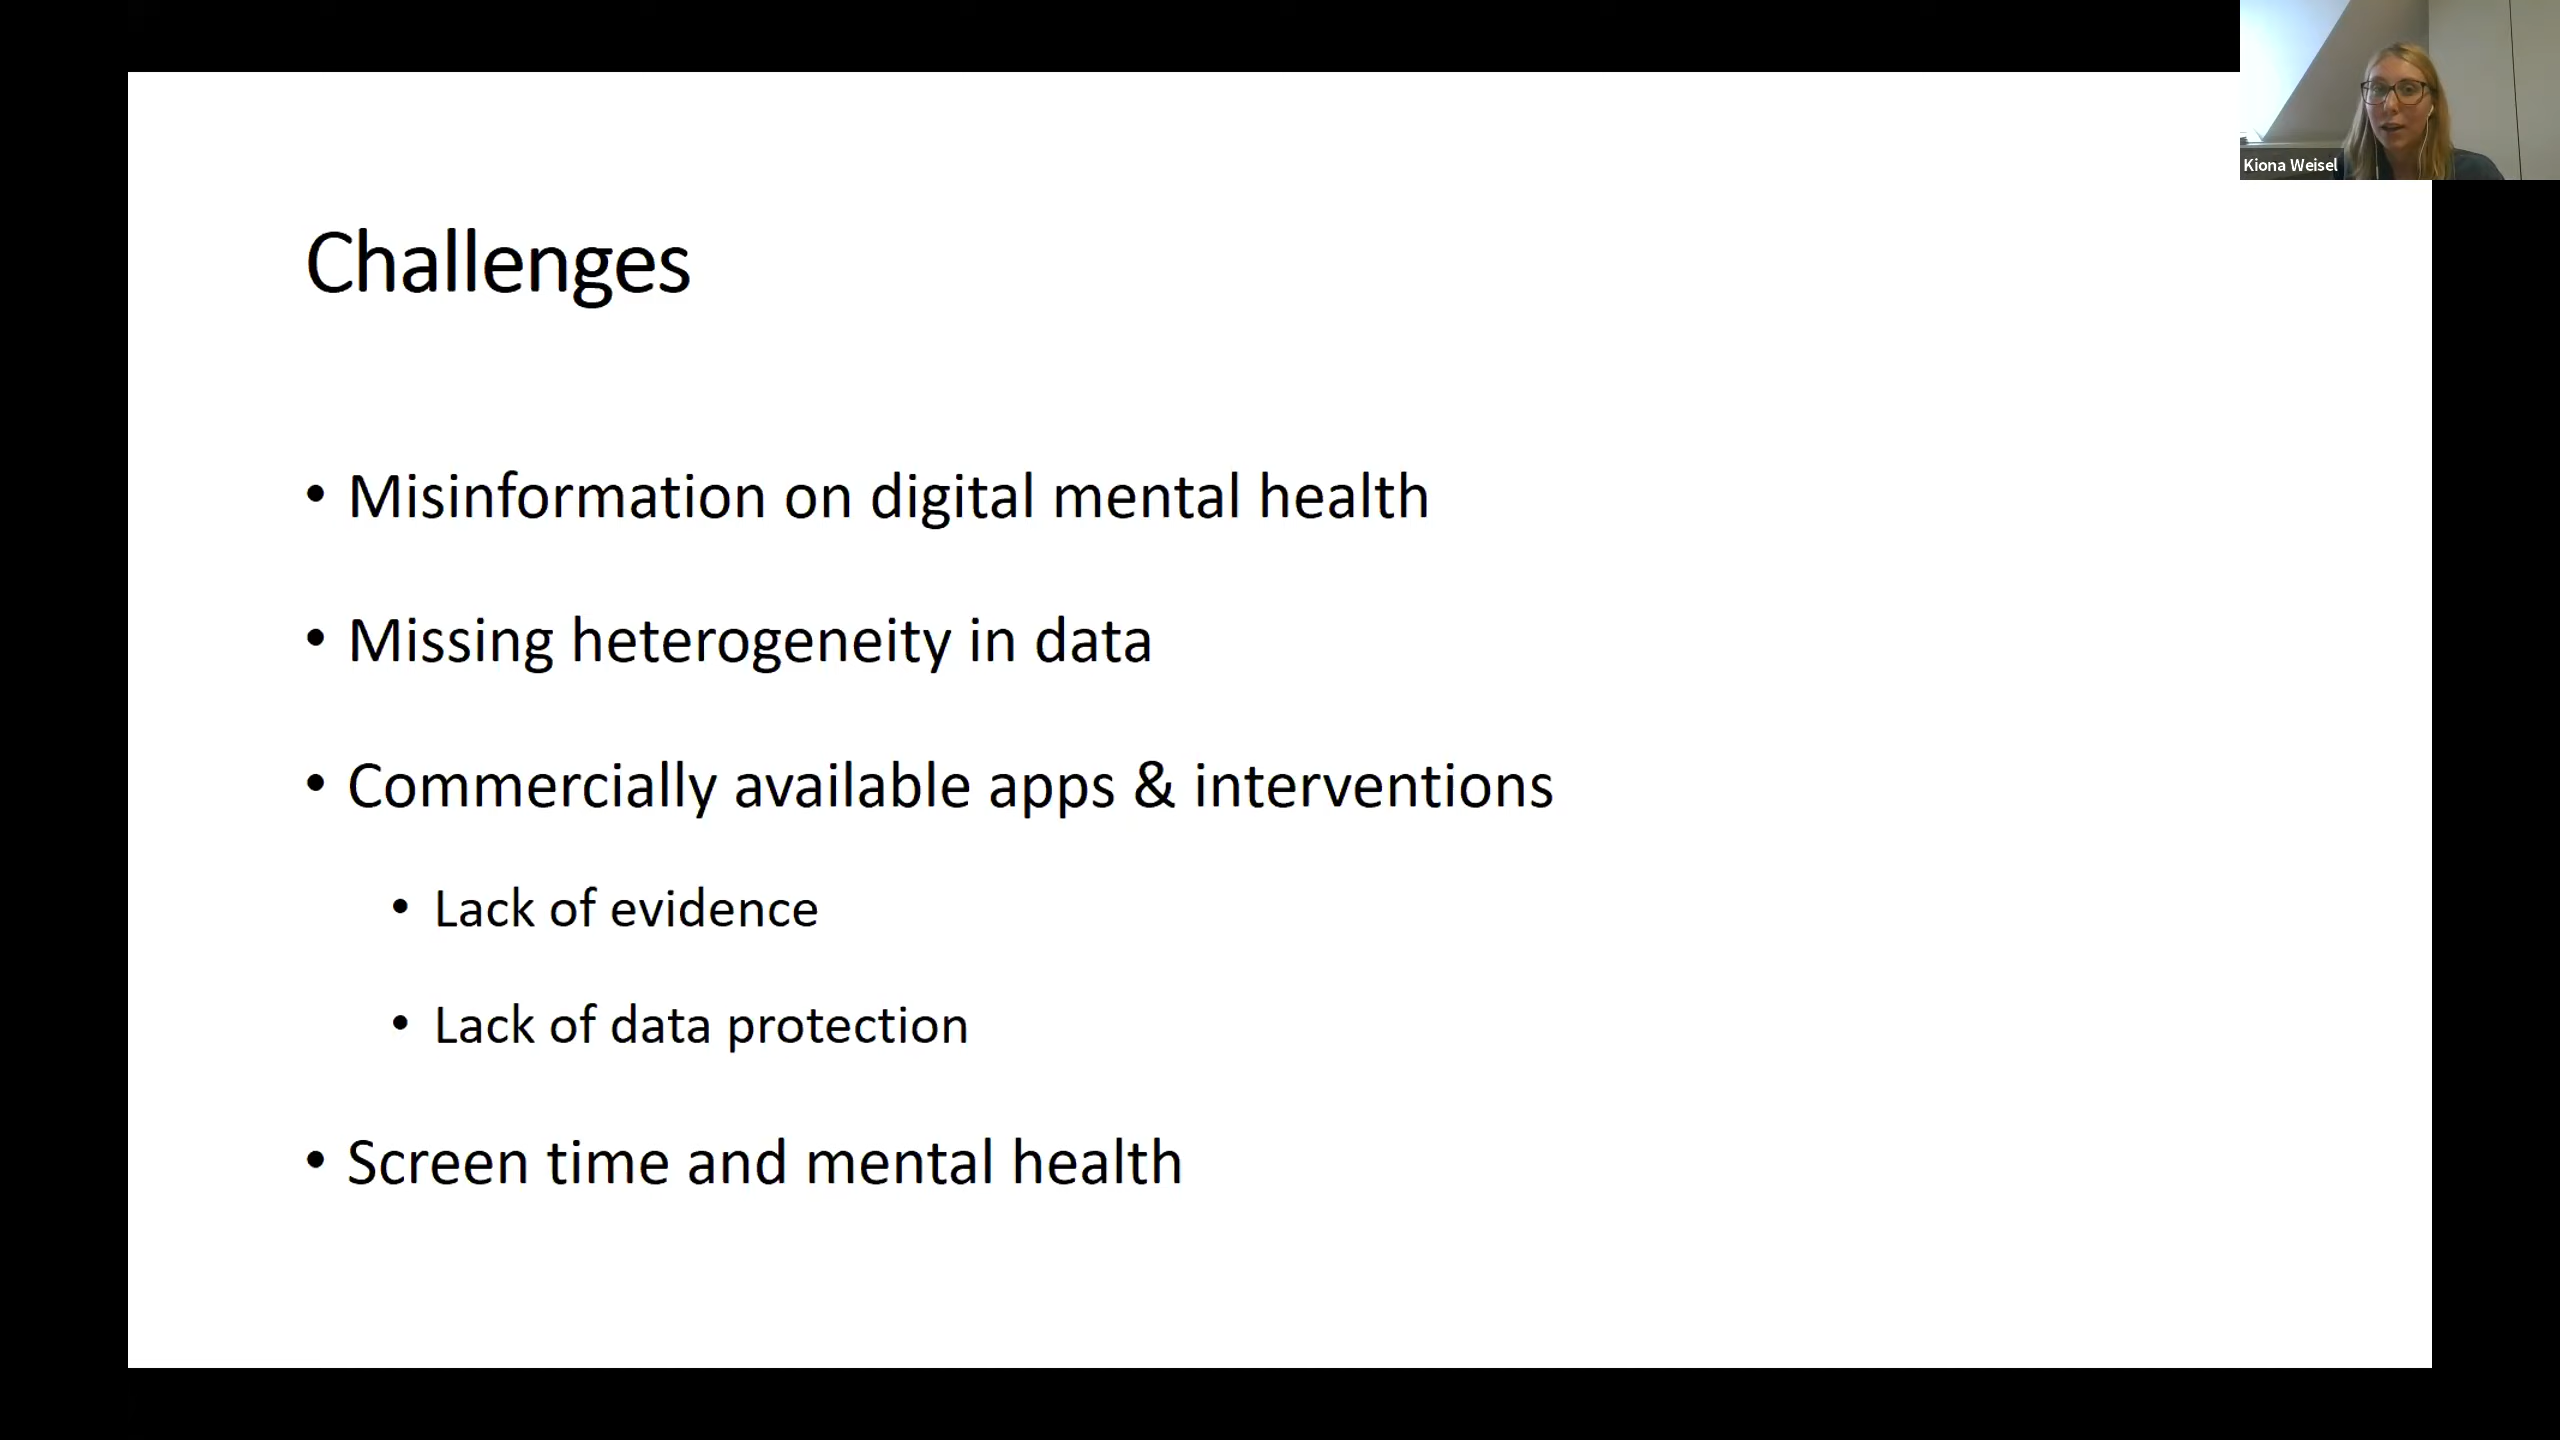 Kiona Weisel
Challenges
• Misinformation on digital mental health
• Missing heterogeneity in data
• Commercially available apps & interventions
• Lack of evidence
• Lack of data protection
• Screen time and mental health